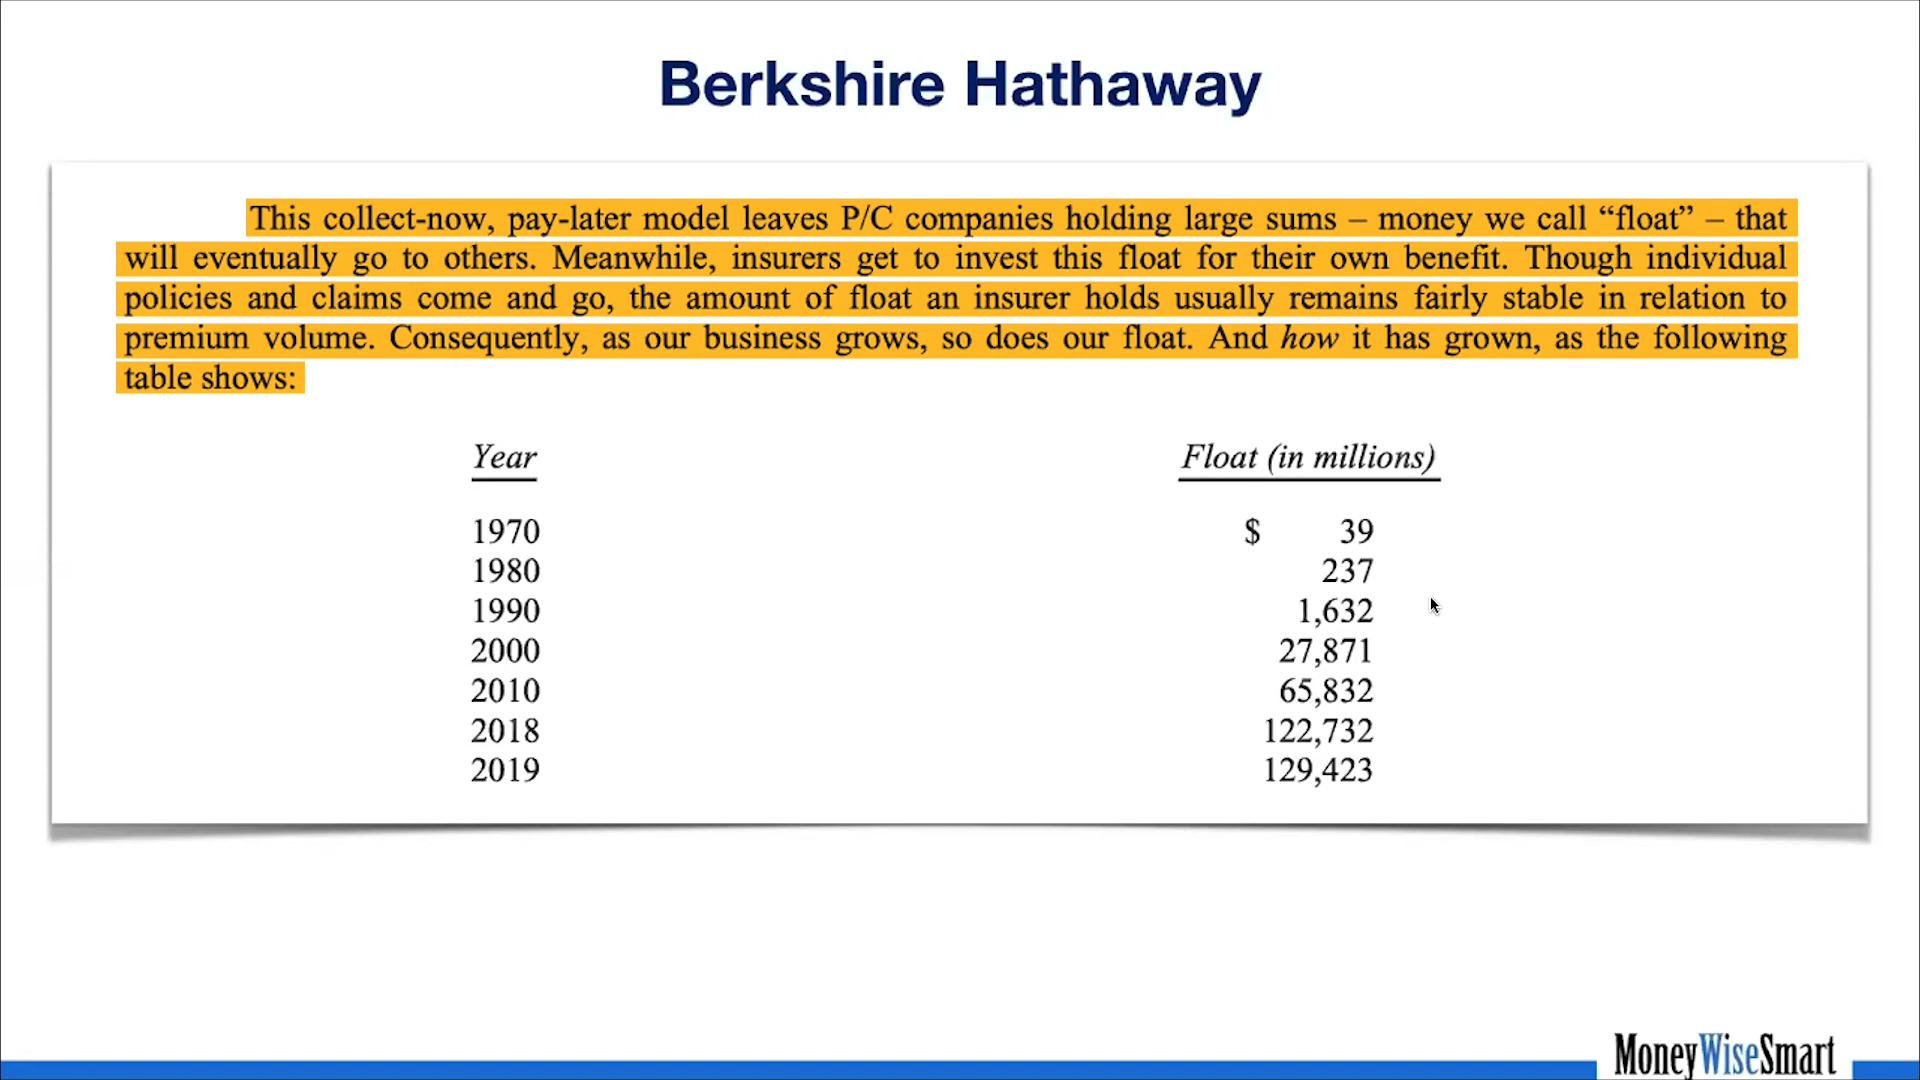 Berkshire Hathaway
This collect-now, pay-later model leaves P/C companies holding large sums – money we call “float” – that
will eventually go to others. Meanwhile, insurers get to invest this float for their own benefit. Though individual
policies and claims come and go, the amount of float an insurer holds usually remains fairly stable in relation to
premium volume. Consequently, as our business grows, so does our float. And how it has grown, as the following
table shows:
Year Float (in millions)
1970 $ 39
1980 237
1990 1,632
2000 27,871
2010 65,832
2018 122,732
2019 129,423
MoneyWiseSmart